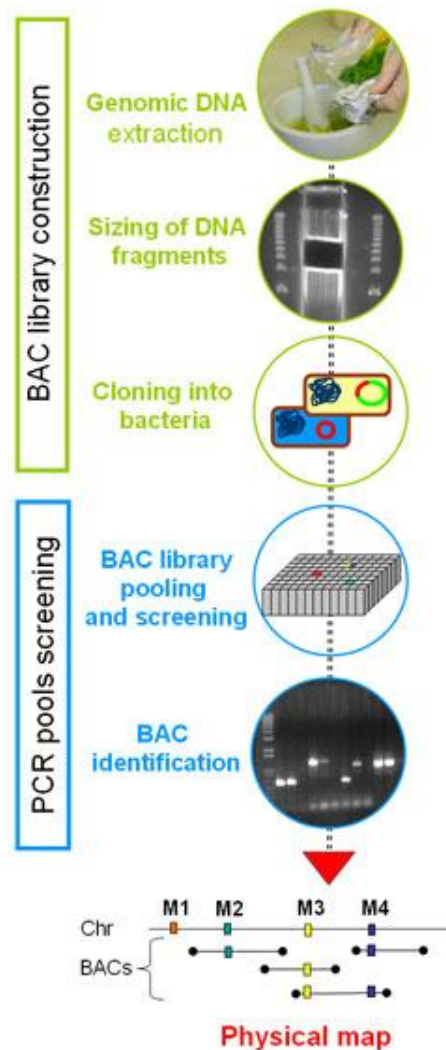 BAC library construction
Genomic DNA
extraction
Sizing of DNA
fragments
Cloning into
bacteria
PCR pools screening
BAC library
pooling
and screening
BAC
identification
M1 M2 M3 M4
Chr
BACs
Physical map